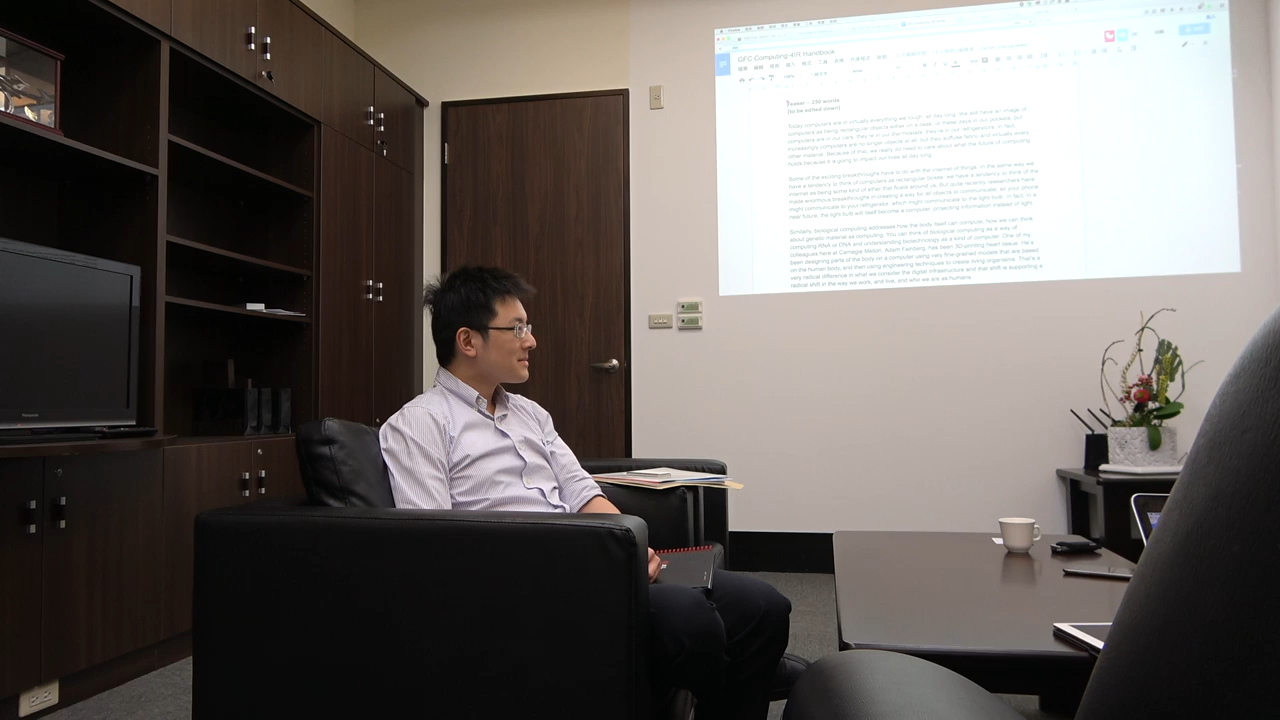 GIFC Computing-4IR Handbook
Teaser - 250 words
[to be edited down]
Today computers are in virtually everything we touch, all day long. We still have an image of
computers as being rectangular objects either on a desk, or these days in our pockets; but
computers are in our cars, they're in our thermostats, they're in our refrigerators. In fact,
increasingly computers are no longer objects at all, but they suffuse fabric and virtually every
other material. Because of that, we really do need to care about what the future of computing
holds because it is going to impact our lives all day long.
Some of the exciting breakthroughs have to do with the internet of things. In the same way we
have a tendency to think of computers as rectangular boxes, we have a tendency to think of the
internet as being some kind of ether that floats around us. But quite recently researchers have
made enormous breakthroughs in creating a way for all objects to communicate; so your phone
might communicate to your refrigerator, which might communicate to the light bulb. In fact, in a
near future, the light bulb will itself become a computer, projecting information instead of light.
Similarly, biological computing addresses how the body itself can compute, how we can think
about genetic material as computing. You can think of biological computing as a way of
computing RNA or DNA and understanding biotechnology as a kind of computer. One of my
colleagues here at Carnegie Mellon, Adam Feinberg, has been 3D-printing heart tissue. He's
been designing parts of the body on a computer using very fine-grained models that are based
on the human body, and then using engineering techniques to create living organisms. That's a
very radical difference in what we consider the digital infrastructure and that shift is supporting a
radical shift in the way we work, and live, and who we are as humans.
Panasonic